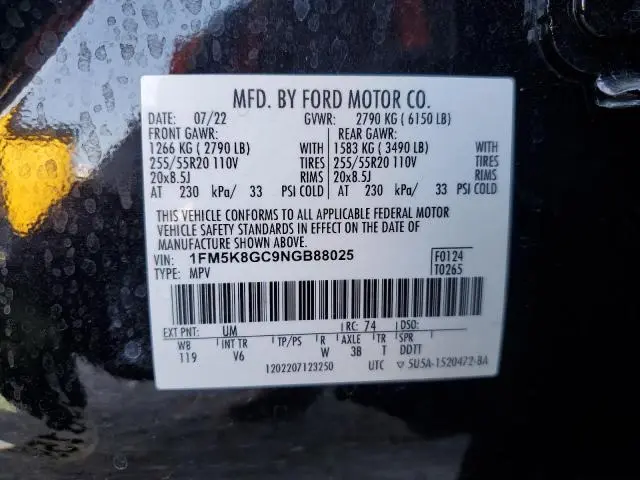 MFD. BY FORD MOTOR CO.
DATE: 07/22 GVWR: 2790 KG ( 6150 LB)
FRONT GAWR: REAR GAWR:
1266 KG ( 2790 LB) WITH 1583 KG ( 3490 LB) WITH
255/55R20 110V TIRES 255/55R20 110V TIRES
20x8.5J RIMS 20x8.5J RIMS
AT 230 kPa/ 33 PSI COLD AT 230 kPa/ 33 PSI COLD
THIS VEHICLE CONFORMS TO ALL APPLICABLE FEDERAL MOTOR
VEHICLE SAFETY STANDARDS IN EFFECT ON THE DATE OF
MANUFACTURE SHOWN ABOVE.
VIN: 1FM5K8GC9NGB88025 F0124
TYPE: MPV T0265
EXT PNT: UM RC: 74 DSO:
WB INT TR TP/PS R AXLE TR SPR
119 V6 W 3B T DDTT
1202207123250 UTC ▽ 5U5A-1520472-BA